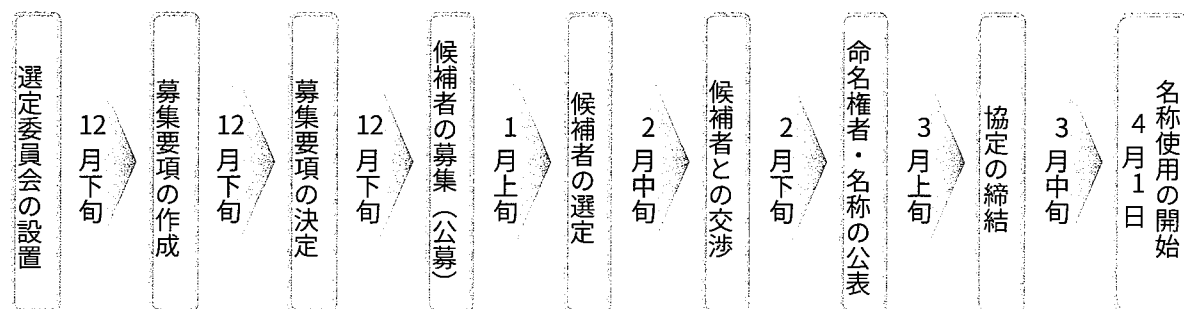 選定委員会の設置
12月下旬
募集要項の作成
12月下旬
募集要項の決定
12月下旬
候補者の募集（公募）
1月上旬
候補者の選定
2月中旬
候補者との交渉
2月下旬
命名権者・名称の公表
3月上旬
協定の締結
3月中旬
名称使用の開始
4月1日